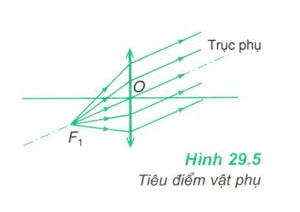 Trục phụ
O
F1
Hình 29.5
Tiêu điểm vật phụ